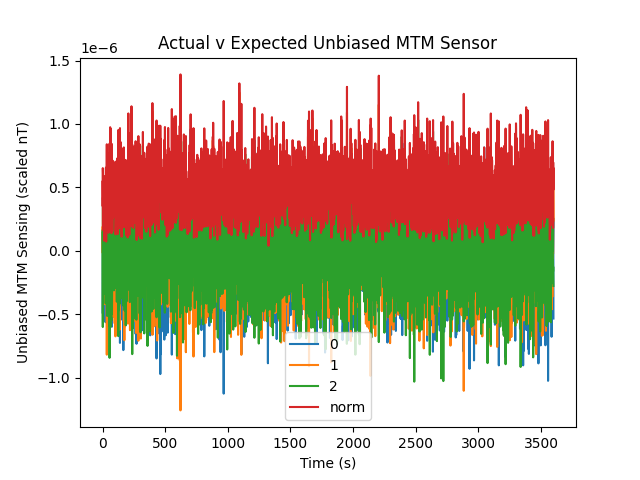 Actual v Expected Unbiased MTM Sensor
1e−6
1.5
1.0
0.5
0.0
−0.5
−1.0
Unbiased MTM Sensing (scaled nT)
0
1
2
norm
0 500 1000 1500 2000 2500 3000 3500
Time (s)